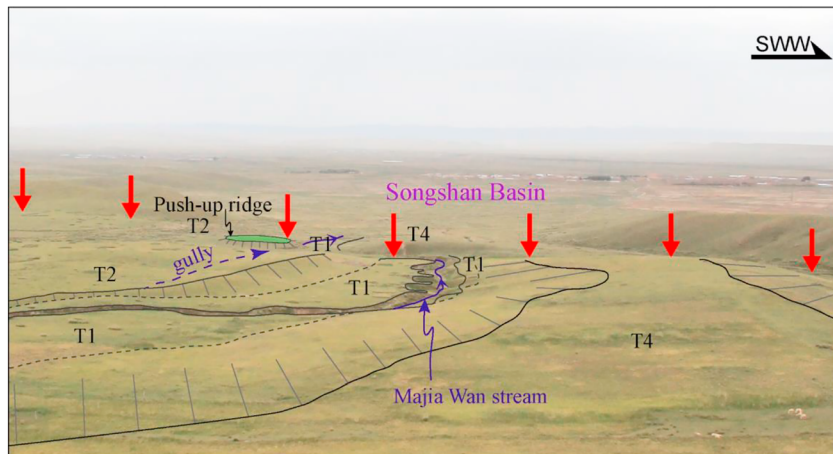 SWW
Songshan Basin
Push-up ridge
T2
T1
T4
gully
T2
T1
T1
T1
T4
Majia Wan stream